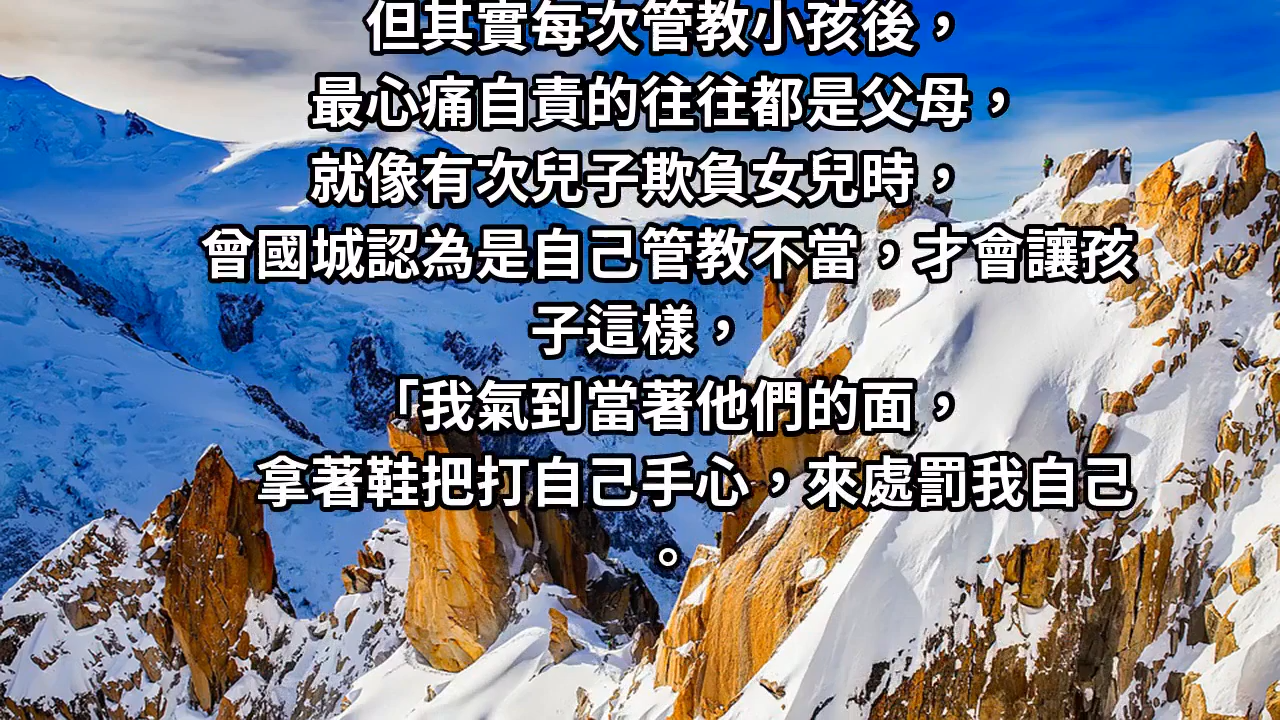 但其實每次管教小孩後，
最心痛自責的往往都是父母，
就像有次兒子欺負女兒時，
曾國城認為是自己管教不當，才會讓孩
子這樣，
「我氣到當著他們的面，
拿著鞋把打自己手心，來處罰我自己
。